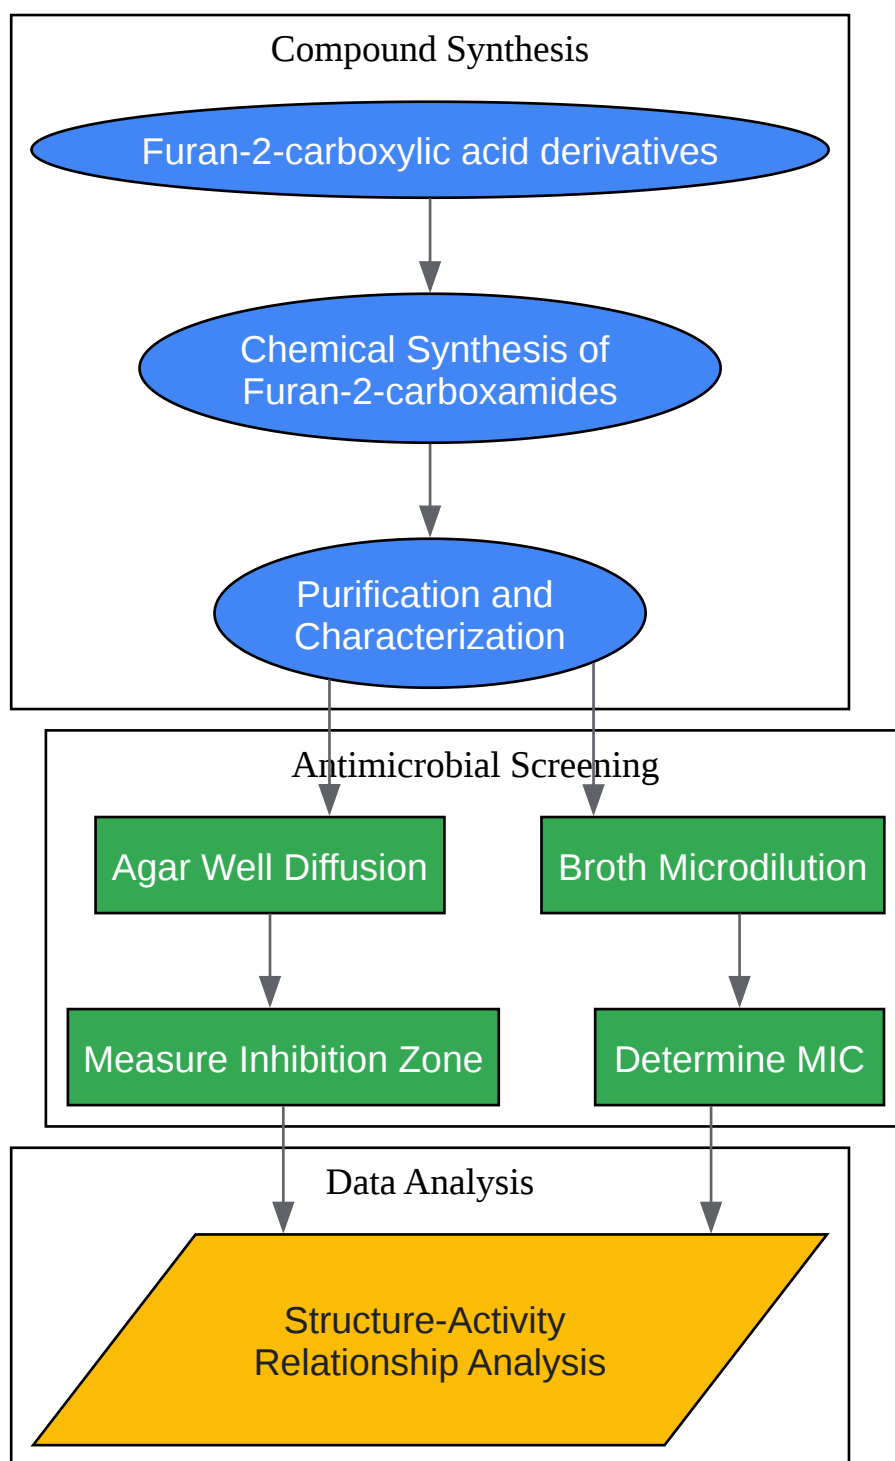 Compound Synthesis
Furan-2-carboxylic acid derivatives
Chemical Synthesis of
Furan-2-carboxamides
Purification and
Characterization
Antimicrobial Screening
Agar Well Diffusion
Broth Microdilution
Measure Inhibition Zone
Determine MIC
Data Analysis
Structure-Activity
Relationship Analysis